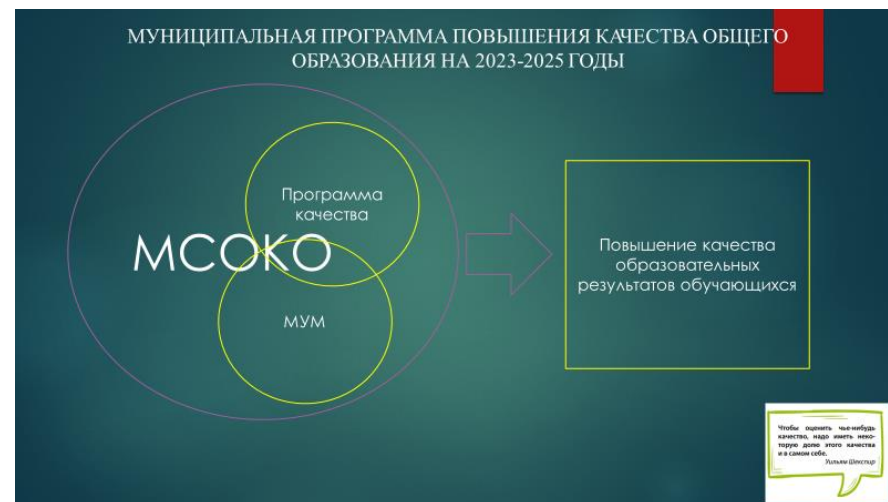 МУНИЦИПАЛЬНАЯ ПРОГРАММА ПОВЫШЕНИЯ КАЧЕСТВА ОБЩЕГО
ОБРАЗОВАНИЯ НА 2023-2025 ГОДЫ
Программа
качества
МСОКО
МУМ
Повышение качества
образовательных
результатов обучающихся
Чтобы оценить чье-нибудь
качество, надо иметь неко-
торую долю этого качества
и в самом себе.
Уильям Шекспир